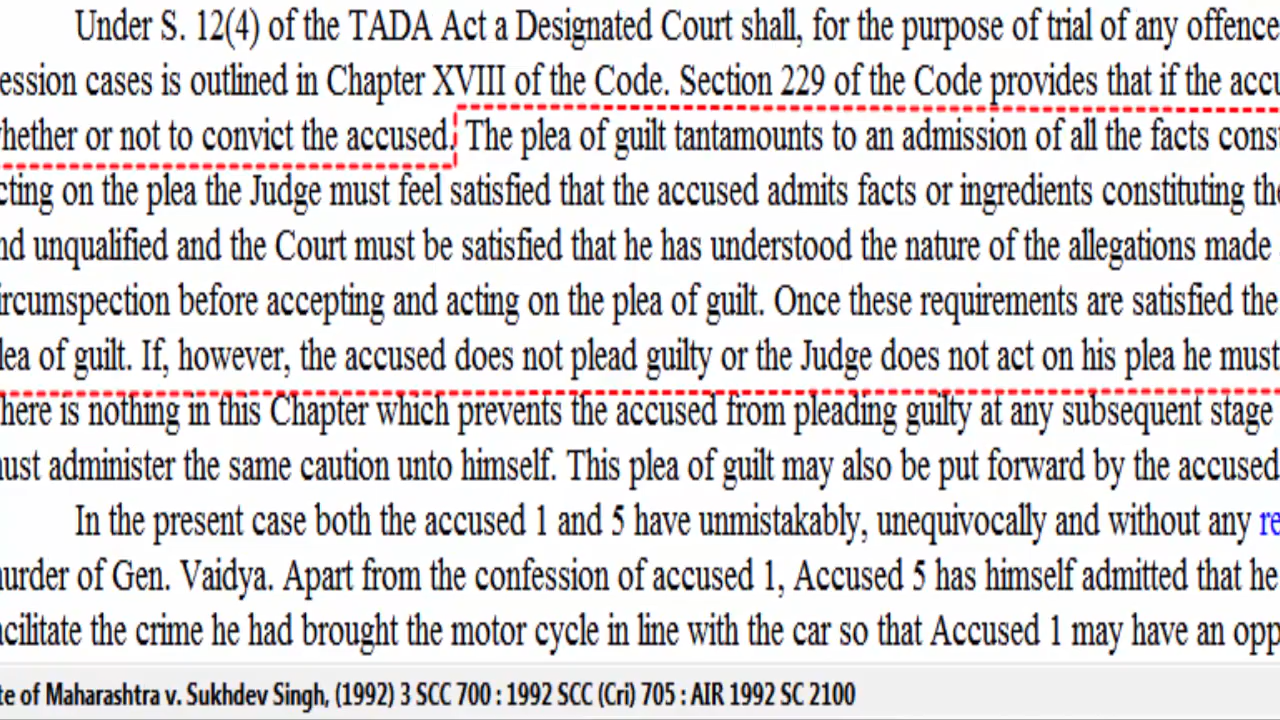 Under S. 12(4) of the TADA Act a Designated Court shall, for the purpose of trial of any offence
ession cases is outlined in Chapter XVIII of the Code. Section 229 of the Code provides that if the accu
hether or not to convict the accused. The plea of guilt tantamounts to an admission of all the facts const
cting on the plea the Judge must feel satisfied that the accused admits facts or ingredients constituting the
nd unqualified and the Court must be satisfied that he has understood the nature of the allegations made
ircumspection before accepting and acting on the plea of guilt. Once these requirements are satisfied the
lea of guilt. If, however, the accused does not plead guilty or the Judge does not act on his plea he must
here is nothing in this Chapter which prevents the accused from pleading guilty at any subsequent stage
ust administer the same caution unto himself. This plea of guilt may also be put forward by the accused
In the present case both the accused 1 and 5 have unmistakably, unequivocally and without any re
urder of Gen. Vaidya. Apart from the confession of accused 1, Accused 5 has himself admitted that he
acilitate the crime he had brought the motor cycle in line with the car so that Accused 1 may have an opp
te of Maharashtra v. Sukhdev Singh, (1992) 3 SCC 700 : 1992 SCC (Cri) 705 : AIR 1992 SC 2100